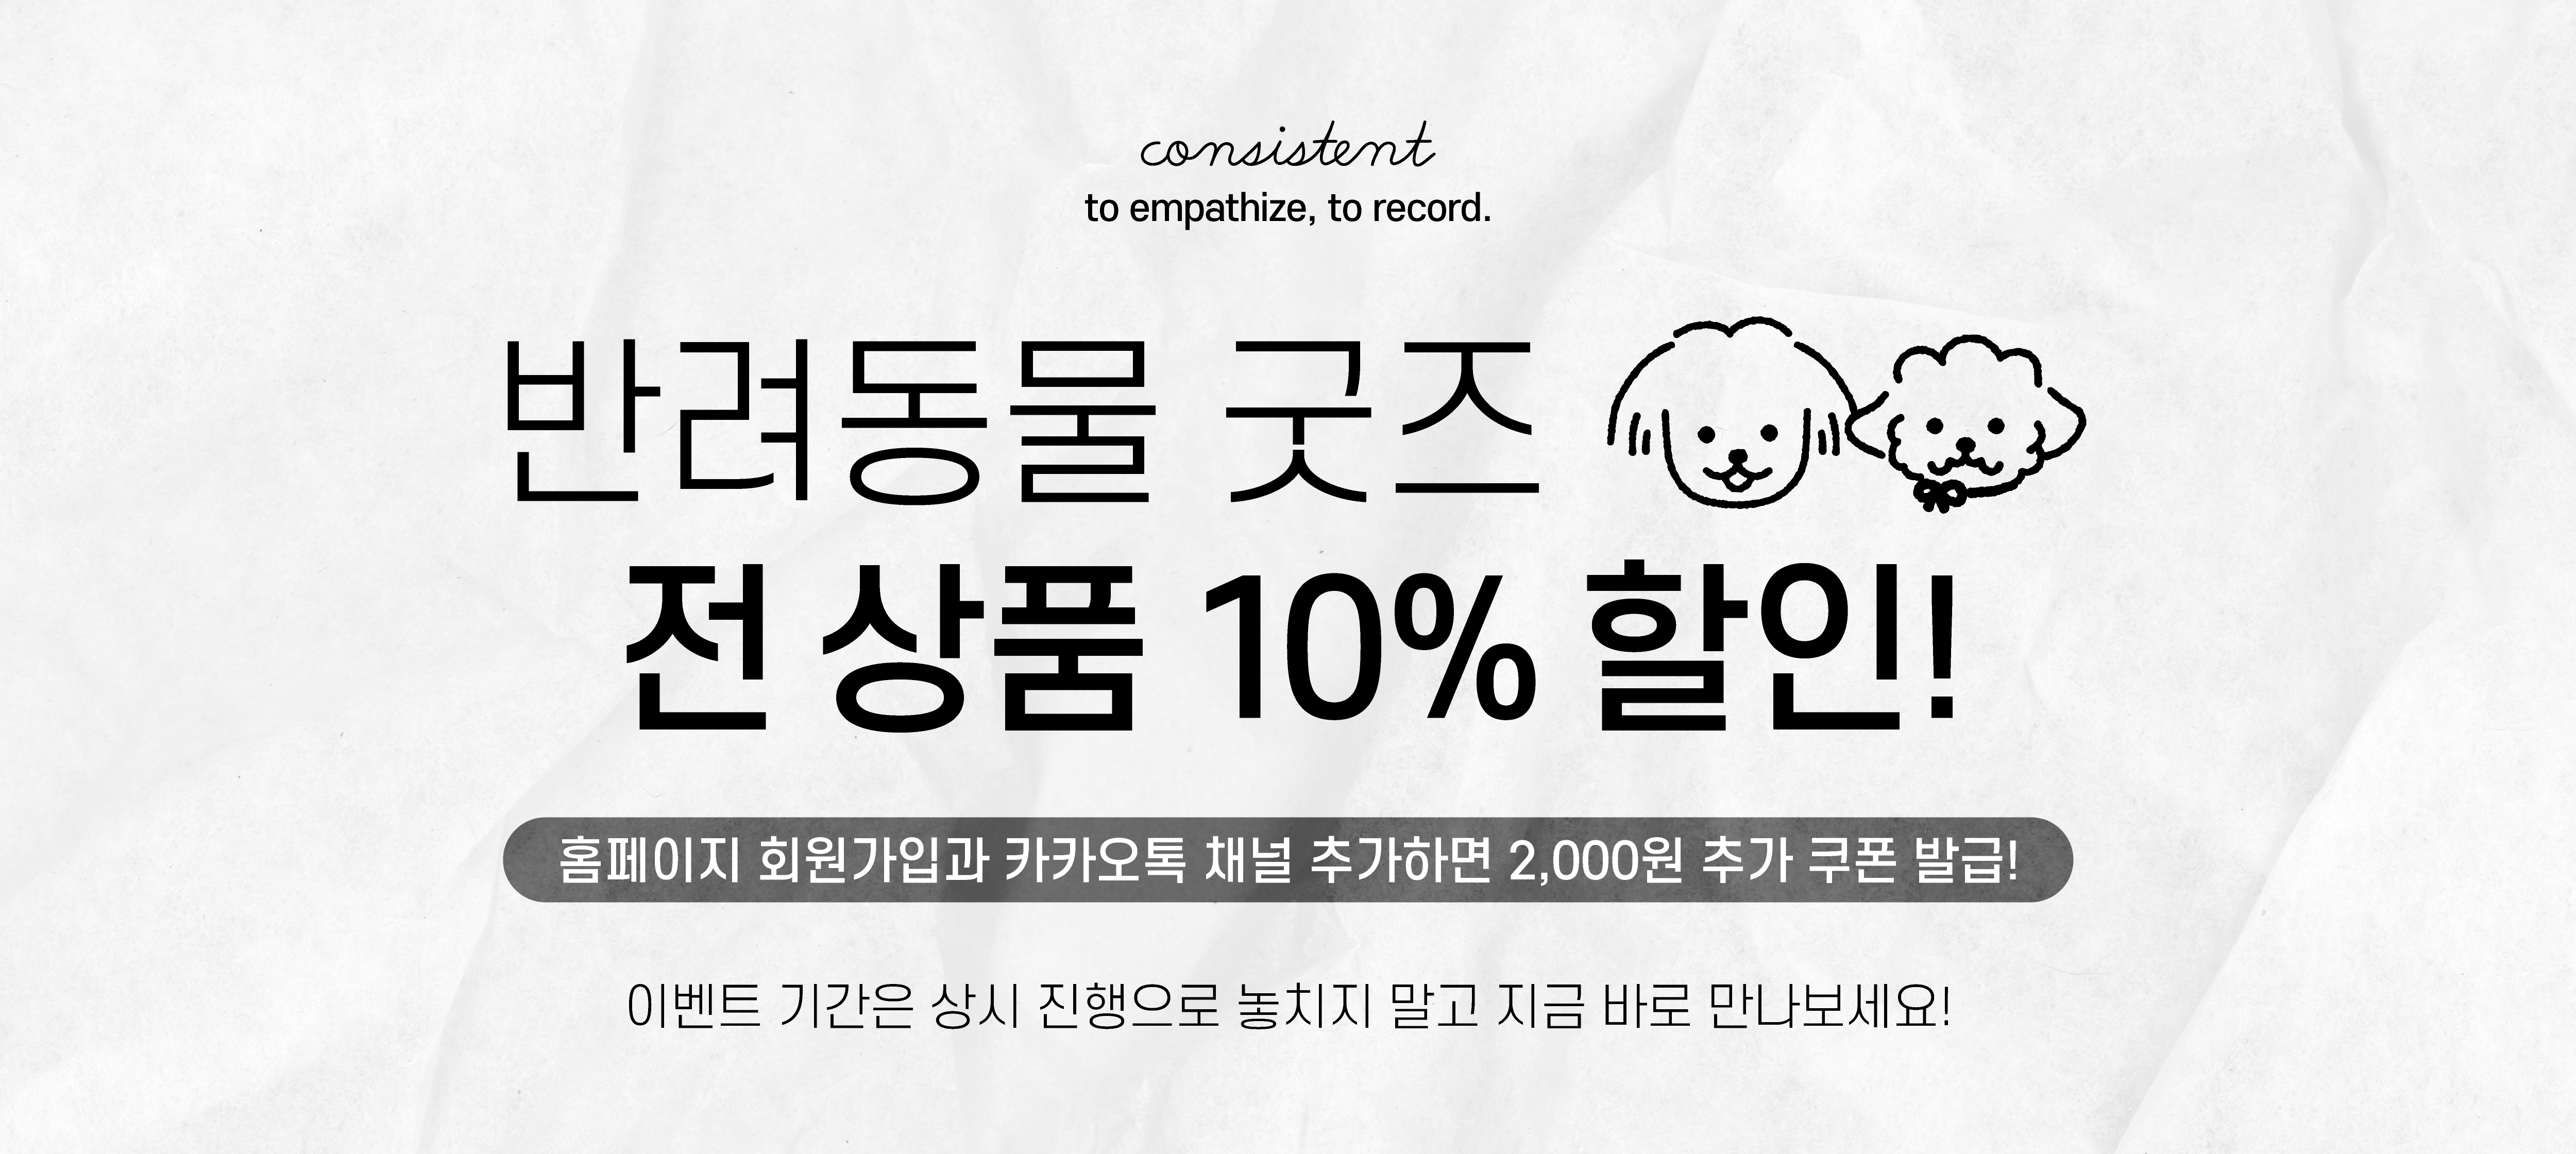 consistent
to empathize, to record.
반려동물 굿즈
전 상품 10% 할인!
홈페이지 회원가입과 카카오톡 채널 추가하면 2,000원 추가 쿠폰 발급!
이벤트 기간은 상시 진행으로 놓치지 말고 지금 바로 만나보세요!